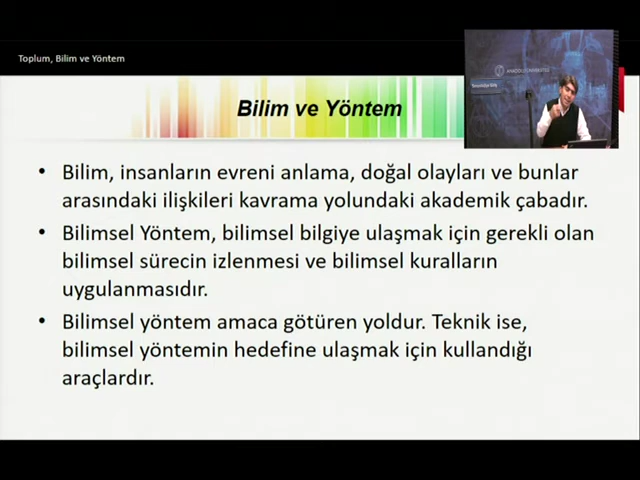 Toplum, Bilim ve Yöntem
Bilim ve Yöntem
• Bilim, insanların evreni anlama, doğal olayları ve bunlar
arasındaki ilişkileri kavrama yolundaki akademik çabadır.
• Bilimsel Yöntem, bilimsel bilgiye ulaşmak için gerekli olan
bilimsel sürecin izlenmesi ve bilimsel kuralların
uygulanmasıdır.
• Bilimsel yöntem amaca götüren yoldur. Teknik ise,
bilimsel yöntemin hedefine ulaşmak için kullandığı
araçlardır.